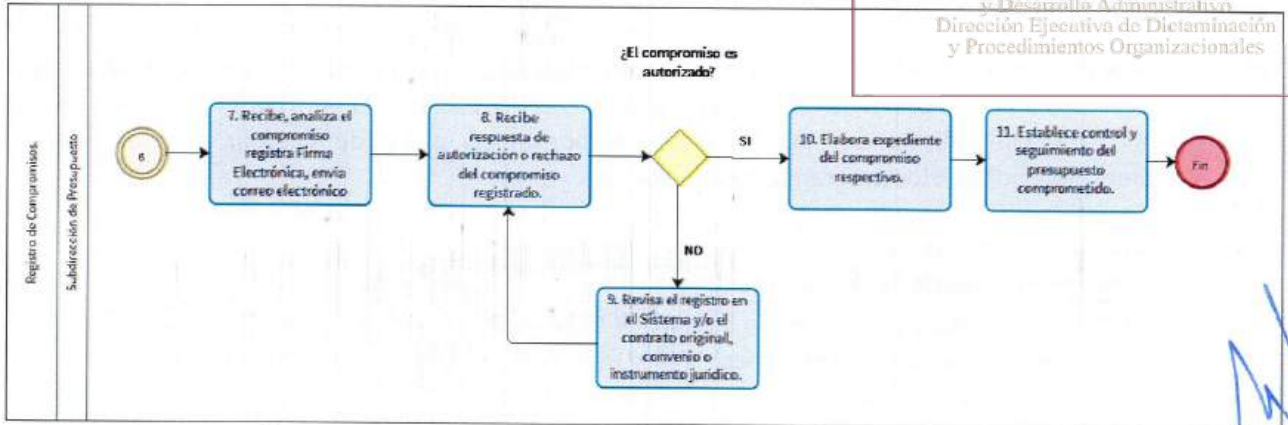 y Desarrollo Administrativo
Dirección Ejecutiva de Dictaminación
y Procedimientos Organizacionales
¿El compromiso es
autorizado?
Registro de Compromisos.
Subdirección de Presupuesto
6
7. Recibe, analiza el
compromiso
registra Firma
Electrónica, envía
correo electrónico
8. Recibe
respuesta de
autorización o rechazo
del compromiso
registrado.
SI
10. Elabora expediente
del compromiso
respectivo.
11. Establece control y
seguimiento del
presupuesto
comprometido.
Fin
NO
9. Revisa el registro en
el Sistema y/o el
contrato original,
convenio o
instrumento jurídico.